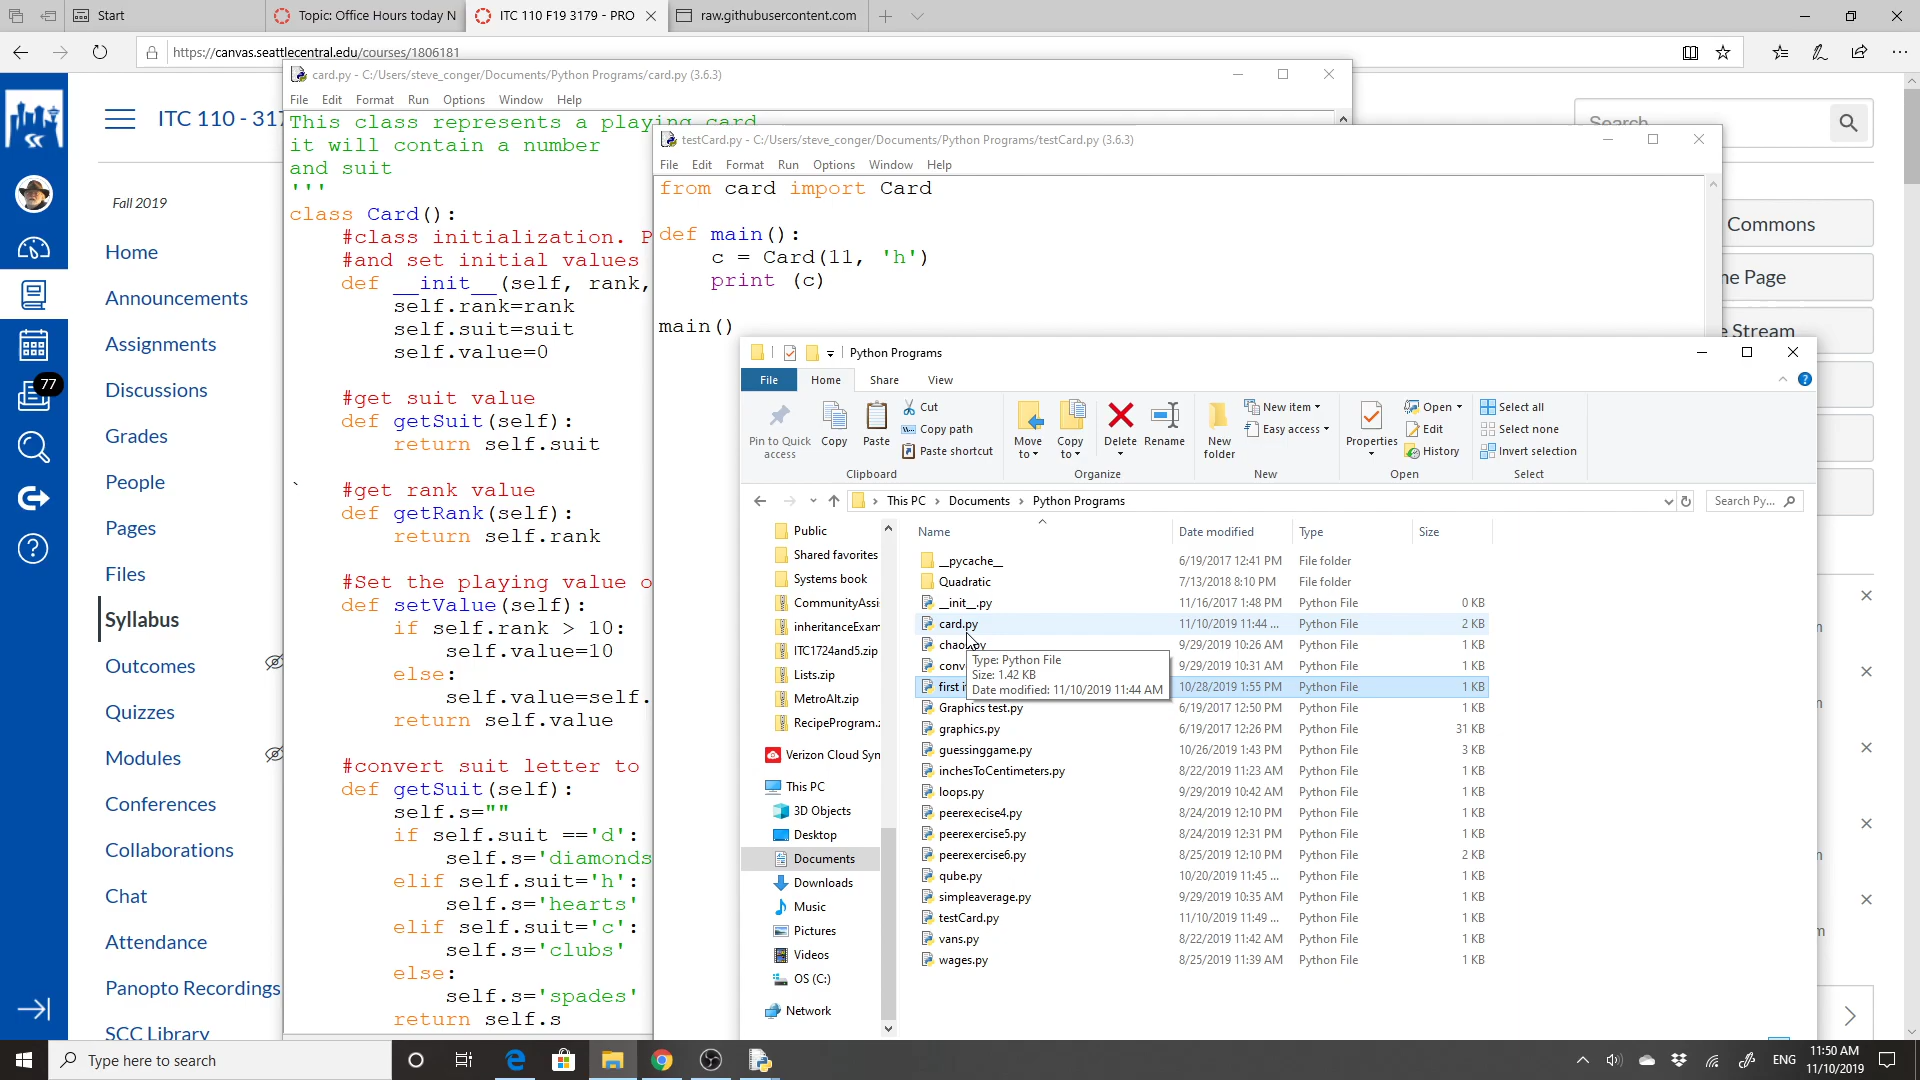 Start
Topic: Office Hours today N
ITC 110 F19 3179 - PRO
raw.githubusercontent.com
https://canvas.seattlecentral.edu/courses/1806181
ITC 110 - 317
Fall 2019
Home
Announcements
Assignments
Discussions
Grades
People
Pages
Files
Syllabus
Outcomes
Quizzes
Modules
Conferences
Collaborations
Chat
Attendance
Panopto Recordings
SCC Library
77
card.py - C:/Users/steve_conger/Documents/Python Programs/card.py (3.6.3)
File Edit Format Run Options Window Help
This class represents a playing card
it will contain a number
and suit
'''
class Card():
#class initialization. P
#and set initial values
def __init__(self, rank,
self.rank=rank
self.suit=suit
self.value=0
#get suit value
def getSuit(self):
return self.suit
`
#get rank value
def getRank(self):
return self.rank
#Set the playing value o
def setValue(self):
if self.rank > 10:
self.value=10
else:
self.value=self.
return self.value
#convert suit letter to
def getSuit(self):
self.s=""
if self.suit =='d':
self.s='diamonds
elif self.suit='h':
self.s='hearts'
elif self.suit='c':
self.s='clubs'
else:
self.s='spades'
return self.s
testCard.py - C:/Users/steve_conger/Documents/Python Programs/testCard.py (3.6.3)
File Edit Format Run Options Window Help
from card import Card
def main():
c = Card(11, 'h')
print (c)
main()
Search
Commons
ne Page
e Stream
Python Programs
File Home Share View
Pin to Quick access
Copy
Paste
Cut
Copy path
Paste shortcut
Clipboard
Move to
Copy to
Delete
Rename
Organize
New folder
New item
Easy access
New
Properties
Open
Edit
History
Open
Select all
Select none
Invert selection
Select
This PC > Documents > Python Programs
Search Py...
Public
Shared favorites
Systems book
CommunityAssi
inheritanceExam
ITC1724and5.zip
Lists.zip
MetroAlt.zip
RecipeProgram.z
Verizon Cloud Syn
This PC
3D Objects
Desktop
Documents
Downloads
Music
Pictures
Videos
OS (C:)
Network
Name Date modified Type Size
__pycache__ 6/19/2017 12:41 PM File folder
Quadratic 7/13/2018 8:10 PM File folder
__init__.py 11/16/2017 1:48 PM Python File 0 KB
card.py 11/10/2019 11:44 ... Python File 2 KB
chaos.py 9/29/2019 10:26 AM Python File 1 KB
conv 9/29/2019 10:31 AM Python File 1 KB
first i 10/28/2019 1:55 PM Python File 1 KB
Type: Python File
Size: 1.42 KB
Date modified: 11/10/2019 11:44 AM
Graphics test.py 6/19/2017 12:50 PM Python File 1 KB
graphics.py 6/19/2017 12:26 PM Python File 31 KB
guessinggame.py 10/26/2019 1:43 PM Python File 3 KB
inchesToCentimeters.py 8/22/2019 11:23 AM Python File 1 KB
loops.py 9/29/2019 10:42 AM Python File 1 KB
peerexecise4.py 8/24/2019 12:10 PM Python File 1 KB
peerexercise5.py 8/24/2019 12:31 PM Python File 1 KB
peerexercise6.py 8/25/2019 12:10 PM Python File 2 KB
qube.py 10/20/2019 11:45 ... Python File 1 KB
simpleaverage.py 9/29/2019 10:35 AM Python File 1 KB
testCard.py 11/10/2019 11:49 ... Python File 1 KB
vans.py 8/22/2019 11:42 AM Python File 1 KB
wages.py 8/25/2019 11:39 AM Python File 1 KB
Type here to search
ENG
11:50 AM
11/10/2019